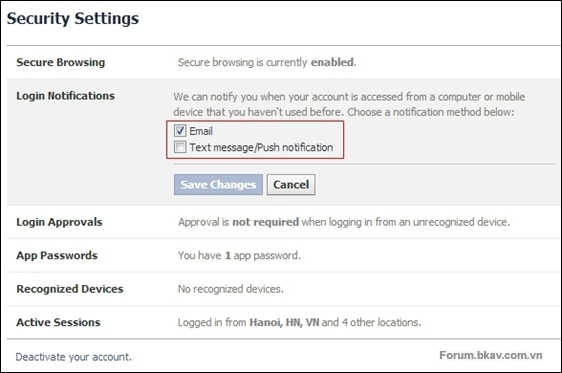 Security Settings
Secure Browsing Secure browsing is currently enabled.
Login Notifications We can notify you when your account is accessed from a computer or mobile
device that you haven't used before. Choose a notification method below:
Email
Text message/Push notification
Save Changes Cancel
Login Approvals Approval is not required when logging in from an unrecognized device.
App Passwords You have 1 app password.
Recognized Devices No recognized devices.
Active Sessions Logged in from Hanoi, HN, VN and 4 other locations.
Deactivate your account. Forum.bkav.com.vn